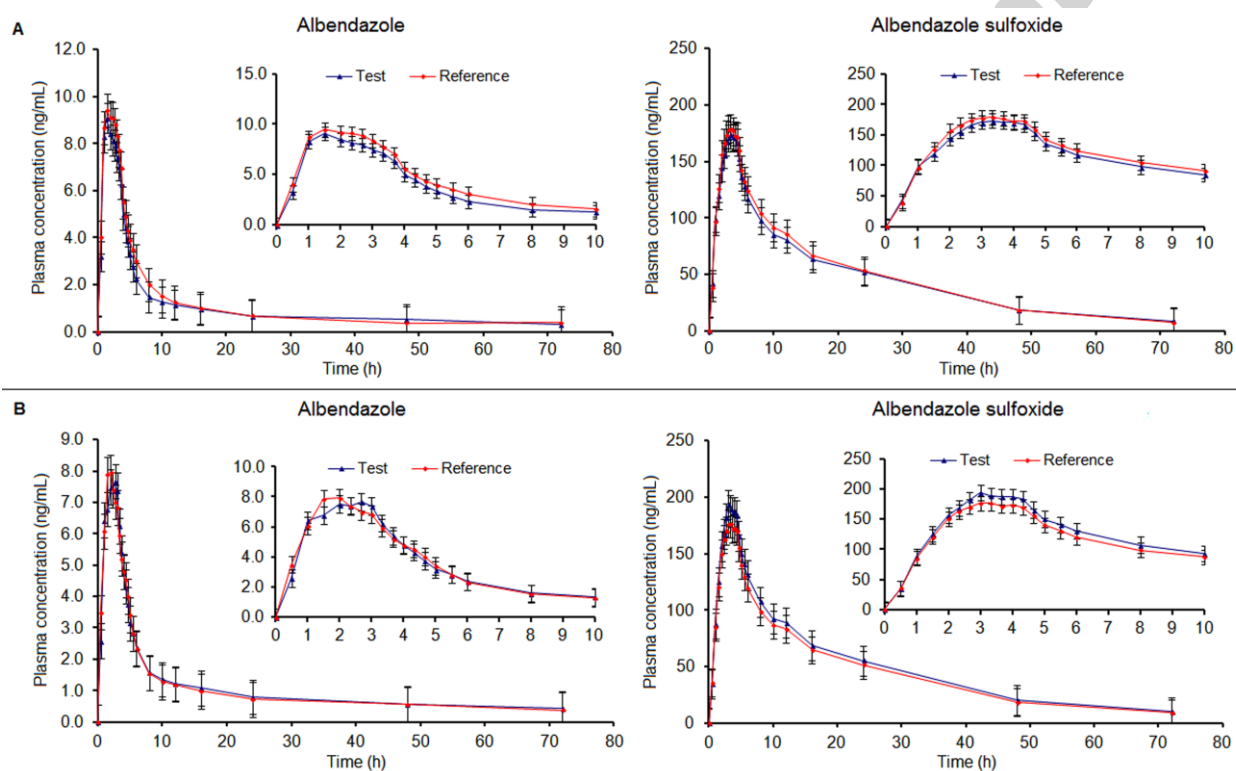 A
Albendazole
Plasma concentration (ng/mL)
12.0
10.0
8.0
6.0
4.0
2.0
0.0
0 10 20 30 40 50 60 70 80
Time (h)
Test Reference
15.0
10.0
5.0
0.0
0 1 2 3 4 5 6 7 8 9 10
Albendazole sulfoxide
Plasma concentration (ng/mL)
250
200
150
100
50
0
0 10 20 30 40 50 60 70 80
Time (h)
Test Reference
250
200
150
100
50
0
0 1 2 3 4 5 6 7 8 9 10
B
Albendazole
Plasma concentration (ng/mL)
9.0
8.0
7.0
6.0
5.0
4.0
3.0
2.0
1.0
0.0
0 10 20 30 40 50 60 70 80
Time (h)
Test Reference
10.0
8.0
6.0
4.0
2.0
0.0
0 1 2 3 4 5 6 7 8 9 10
Albendazole sulfoxide
Plasma concentration (ng/mL)
250
200
150
100
50
0
0 10 20 30 40 50 60 70 80
Time (h)
Test Reference
250
200
150
100
50
0
0 1 2 3 4 5 6 7 8 9 10